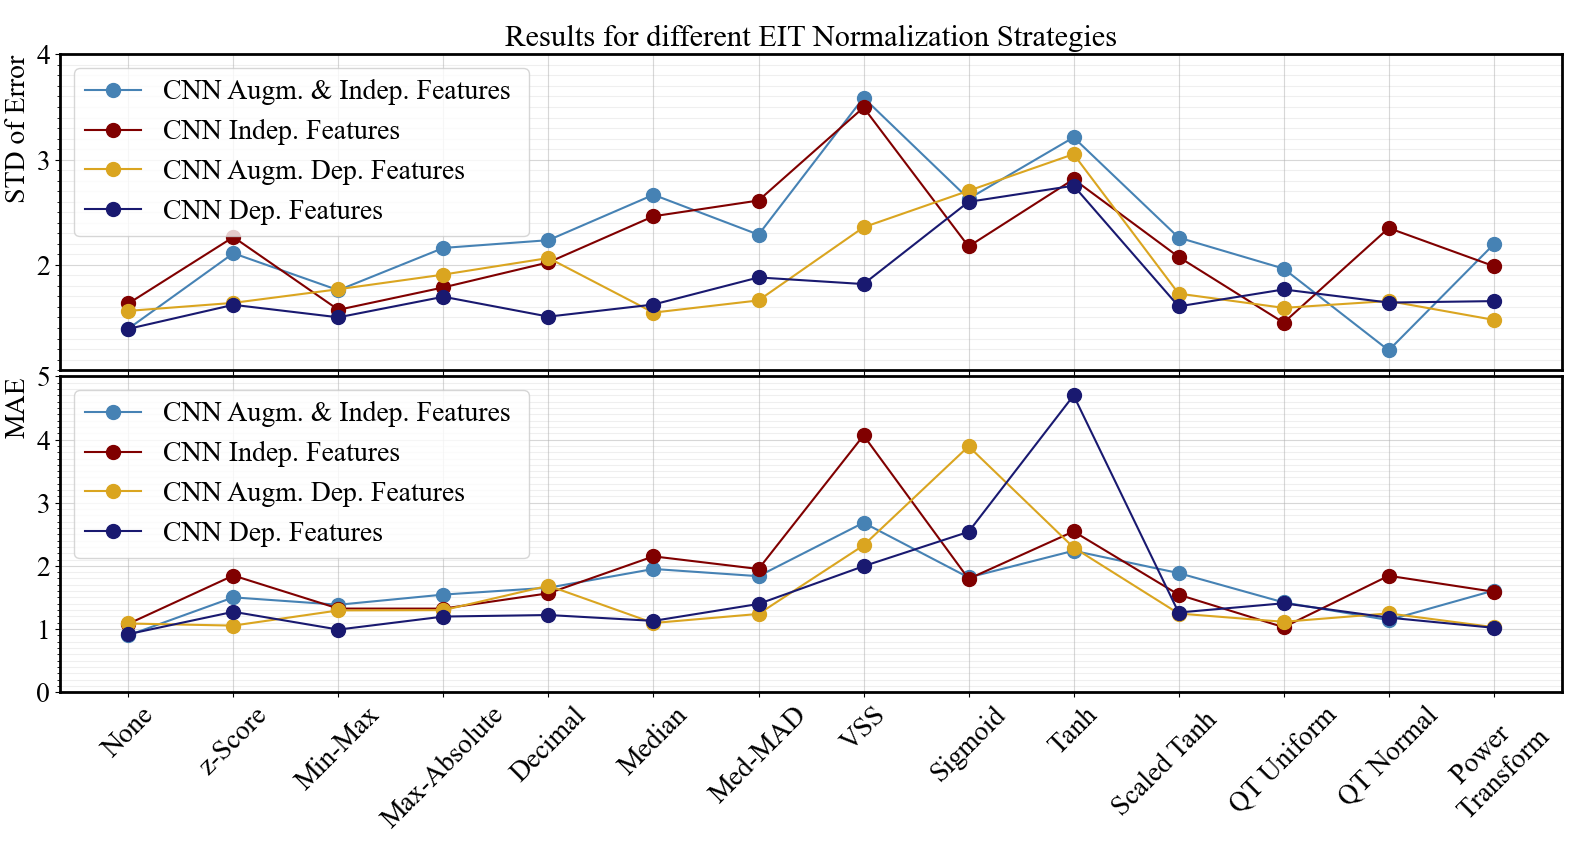 Results for different EIT Normalization Strategies
STD of Error
4
3
2
CNN Augm. & Indep. Features
CNN Indep. Features
CNN Augm. Dep. Features
CNN Dep. Features
MAE
5
4
3
2
1
0
CNN Augm. & Indep. Features
CNN Indep. Features
CNN Augm. Dep. Features
CNN Dep. Features
None
z-Score
Min-Max
Max-Absolute
Decimal
Median
Med-MAD
VSS
Sigmoid
Tanh
Scaled Tanh
QT Uniform
QT Normal
Power
Transform